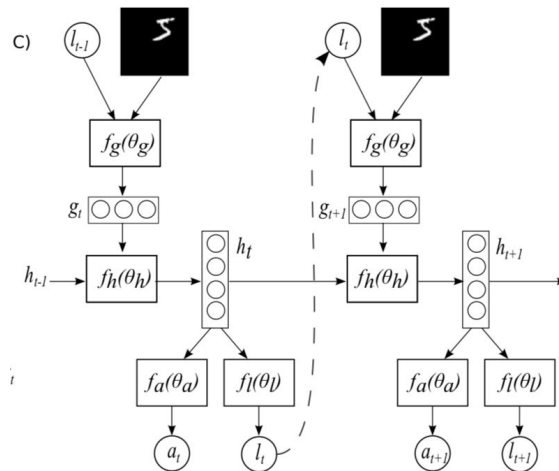 C)
l_{t-1}
l_t
f_g(θ_g)
f_g(θ_g)
g_t
g_{t+1}
h_t
h_{t+1}
h_{t-1}
f_h(θ_h)
f_h(θ_h)
t
f_a(θ_a)
f_l(θ_l)
f_a(θ_a)
f_l(θ_l)
a_t
l_t
a_{t+1}
l_{t+1}